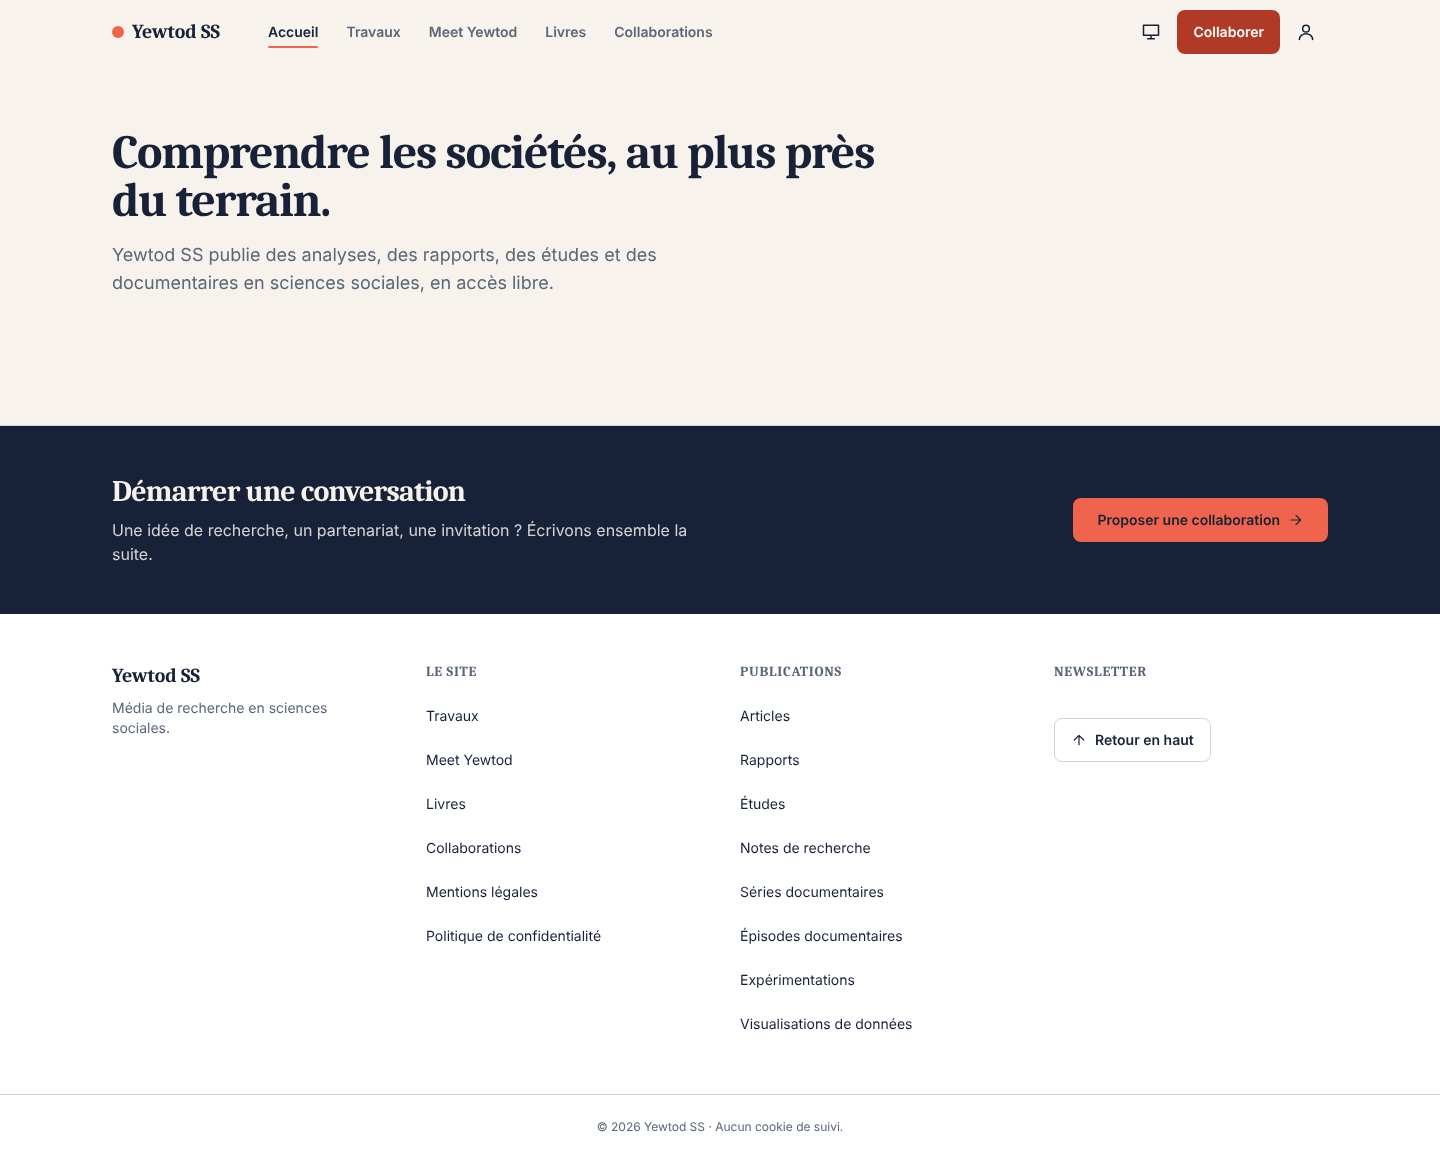 Yewtod SS
Accueil
Travaux
Meet Yewtod
Livres
Collaborations
Collaborer
Comprendre les sociétés, au plus près
du terrain.
Yewtod SS publie des analyses, des rapports, des études et des
documentaires en sciences sociales, en accès libre.
Démarrer une conversation
Une idée de recherche, un partenariat, une invitation ? Écrivons ensemble la
suite.
Proposer une collaboration
Yewtod SS
Média de recherche en sciences
sociales.
LE SITE
Travaux
Meet Yewtod
Livres
Collaborations
Mentions légales
Politique de confidentialité
PUBLICATIONS
Articles
Rapports
Études
Notes de recherche
Séries documentaires
Épisodes documentaires
Expérimentations
Visualisations de données
NEWSLETTER
Retour en haut
© 2026 Yewtod SS · Aucun cookie de suivi.